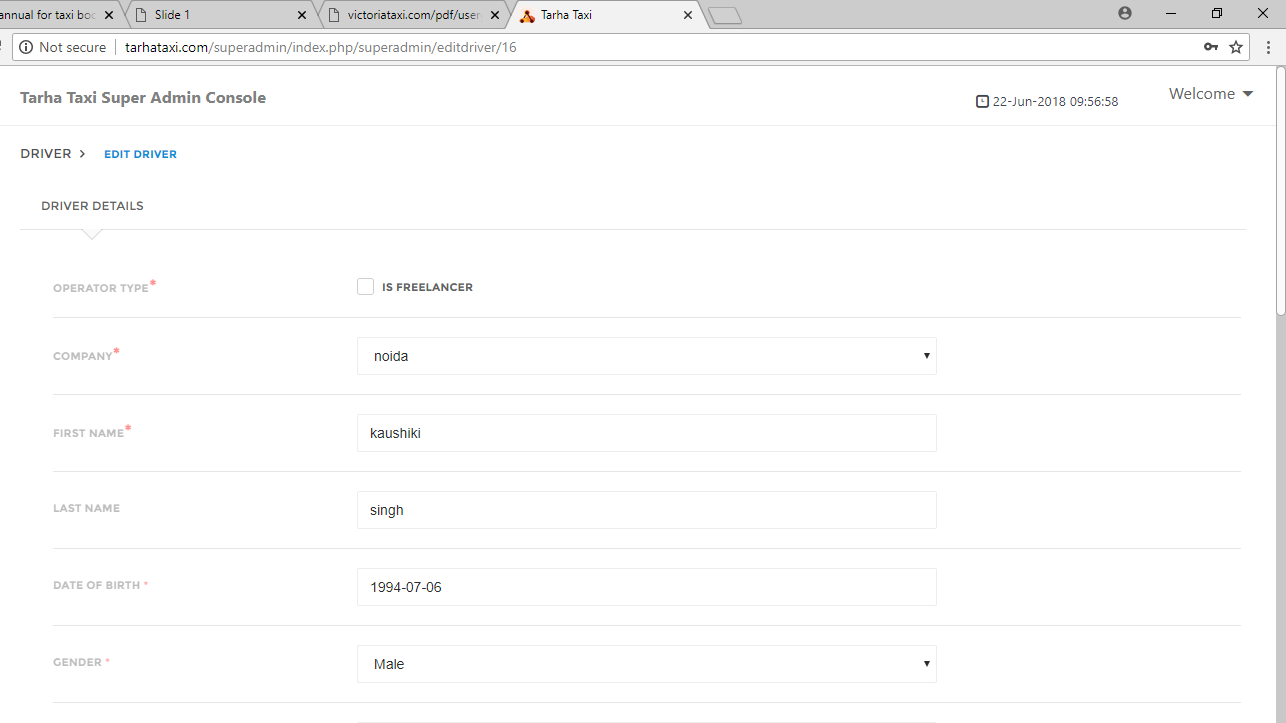 annual for taxi boo
Slide 1
victoriataxi.com/pdf/user
Tarha Taxi
Not secure
tarhataxi.com/superadmin/index.php/superadmin/editdriver/16
Tarha Taxi Super Admin Console
22-Jun-2018 09:56:58
Welcome
DRIVER > EDIT DRIVER
DRIVER DETAILS
OPERATOR TYPE* IS FREELANCER
COMPANY* noida
FIRST NAME* kaushiki
LAST NAME singh
DATE OF BIRTH * 1994-07-06
GENDER * Male